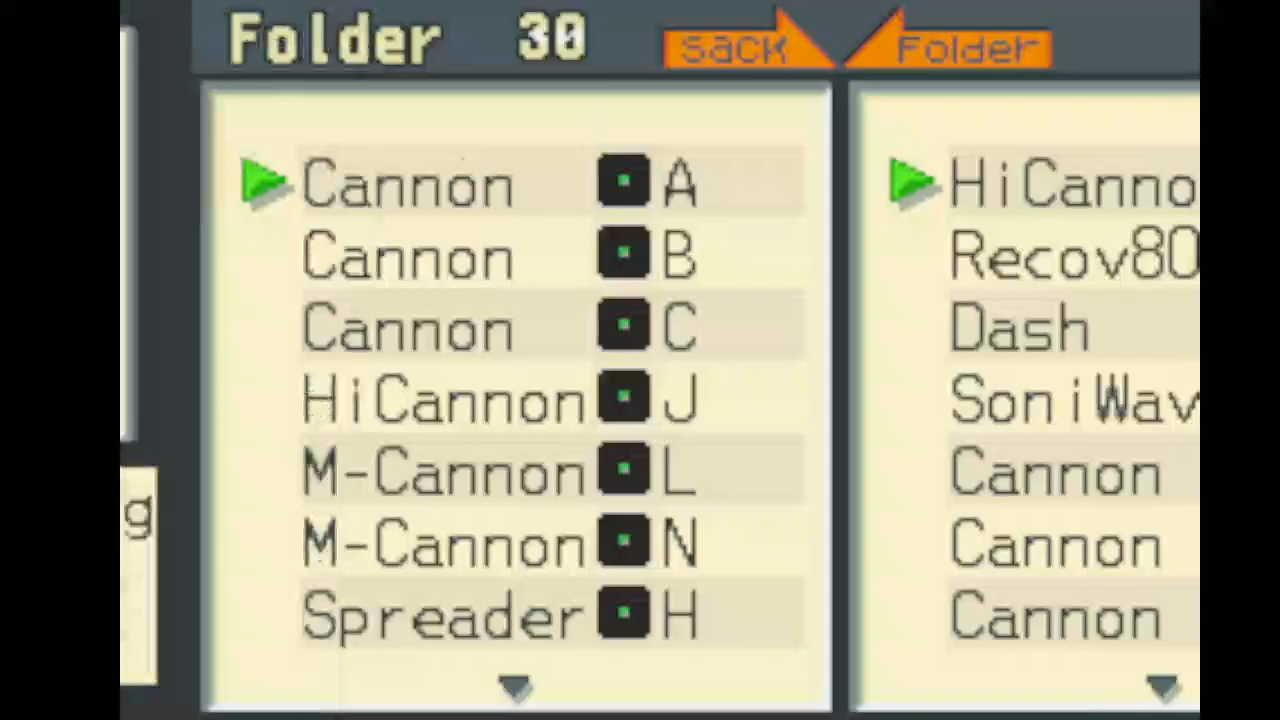 Folder 30
Sack Folder
Cannon A
Cannon B
Cannon C
HiCannon J
M-Cannon L
M-Cannon N
Spreader H
HiCanno
Recov80
Dash
SoniWav
Cannon
Cannon
Cannon
g